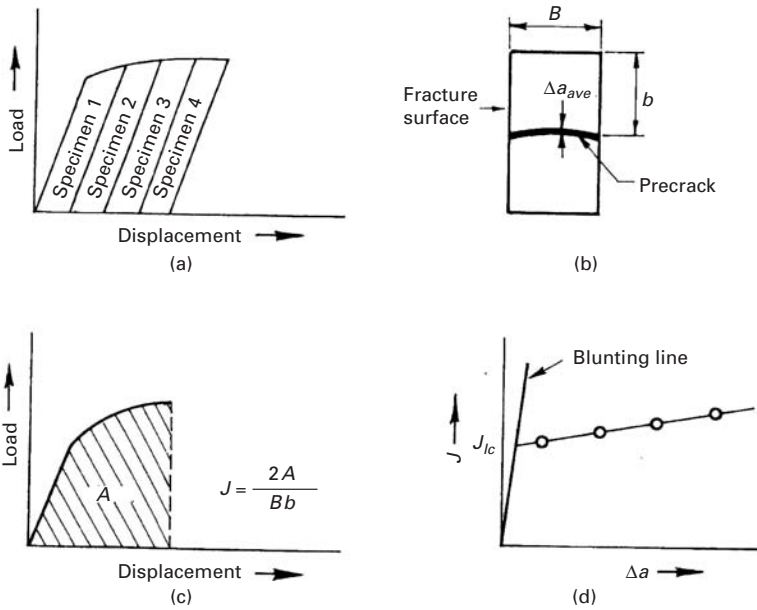 Load
Specimen 1
Specimen 2
Specimen 3
Specimen 4
Displacement
(a)
B
Δa_ave
b
Fracture
surface
Precrack
(b)
Load
A
J = 2A / Bb
Displacement
(c)
Blunting line
J
J_Ic
Δa
(d)